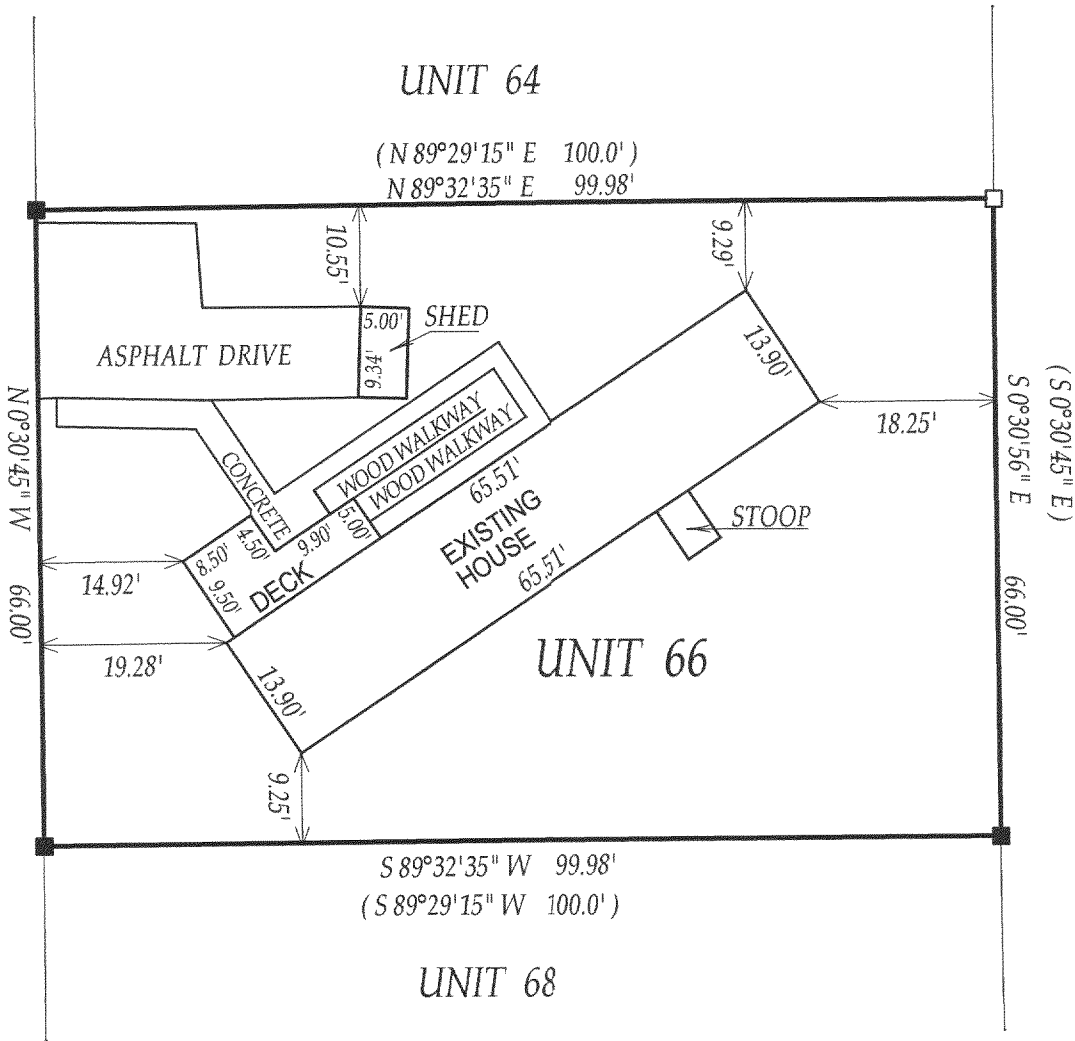 UNIT 64
( N 89°29'15" E 100.0' )
N 89°32'35" E 99.98'
10.55'
9.29'
5.00'
SHED
9.34'
ASPHALT DRIVE
13.90'
18.25'
N 0°30'45" W 66.00'
S 0°30'56" E 66.00'
( S 0°30'45" E )
WOOD WALKWAY
WOOD WALKWAY
CONCRETE
65.51'
EXISTING
HOUSE
65.51'
STOOP
8.50'
4.50'
9.90'
5.00'
9.50'
DECK
14.92'
19.28'
13.90'
UNIT 66
9.25'
S 89°32'35" W 99.98'
( S 89°29'15" W 100.0' )
UNIT 68